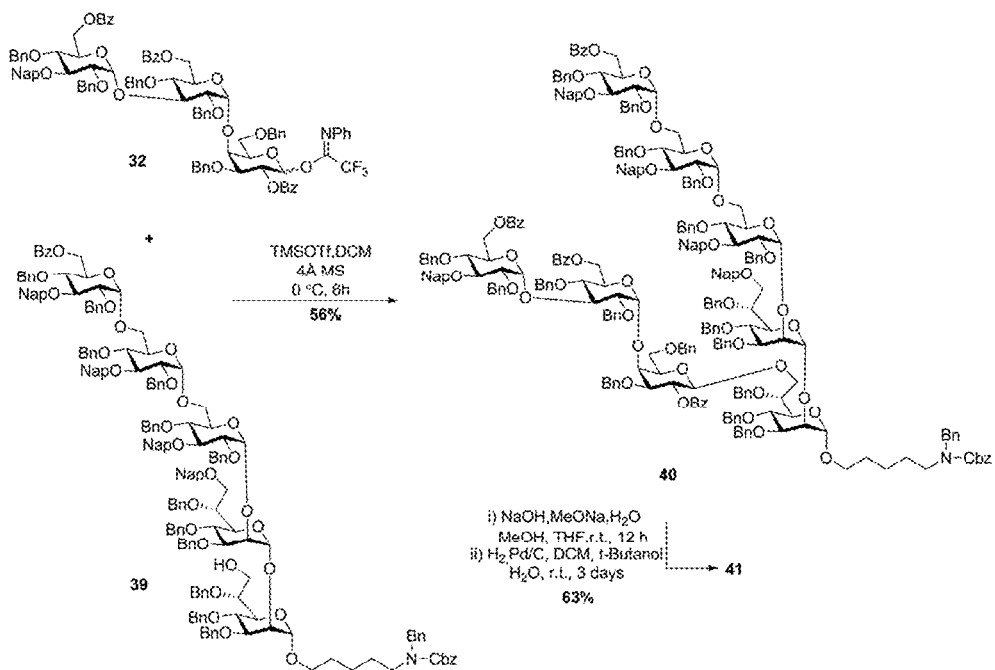 OBz
BnO
NapO
BnO
O
BzO
BnO
BnO
O
OBn
BnO
OBz
O
NPh
CF₃
32
+
BzO
BnO
NapO
BnO
O
BnO
NapO
BnO
O
BnO
NapO
BnO
NapO
BnO
BnO
BnO
O
HO
BnO
BnO
BnO
O
Bn
N
Cbz
39
TMSOTf,DCM
4Å MS
0 °C, 6h
56%
BzO
BnO
NapO
BnO
O
BnO
NapO
BnO
O
BnO
NapO
BnO
NapO
BnO
BnO
BnO
O
OBz
BnO
NapO
BnO
O
BzO
BnO
BnO
O
OBn
BnO
OBz
O
BnO
BnO
BnO
O
Bn
N
Cbz
40
i) NaOH,MeONa,H₂O
MeOH, THF,r.t., 12 h
ii) H₂,Pd/C, DCM, t-Butanol
H₂O, r.t., 3 days
63%
41